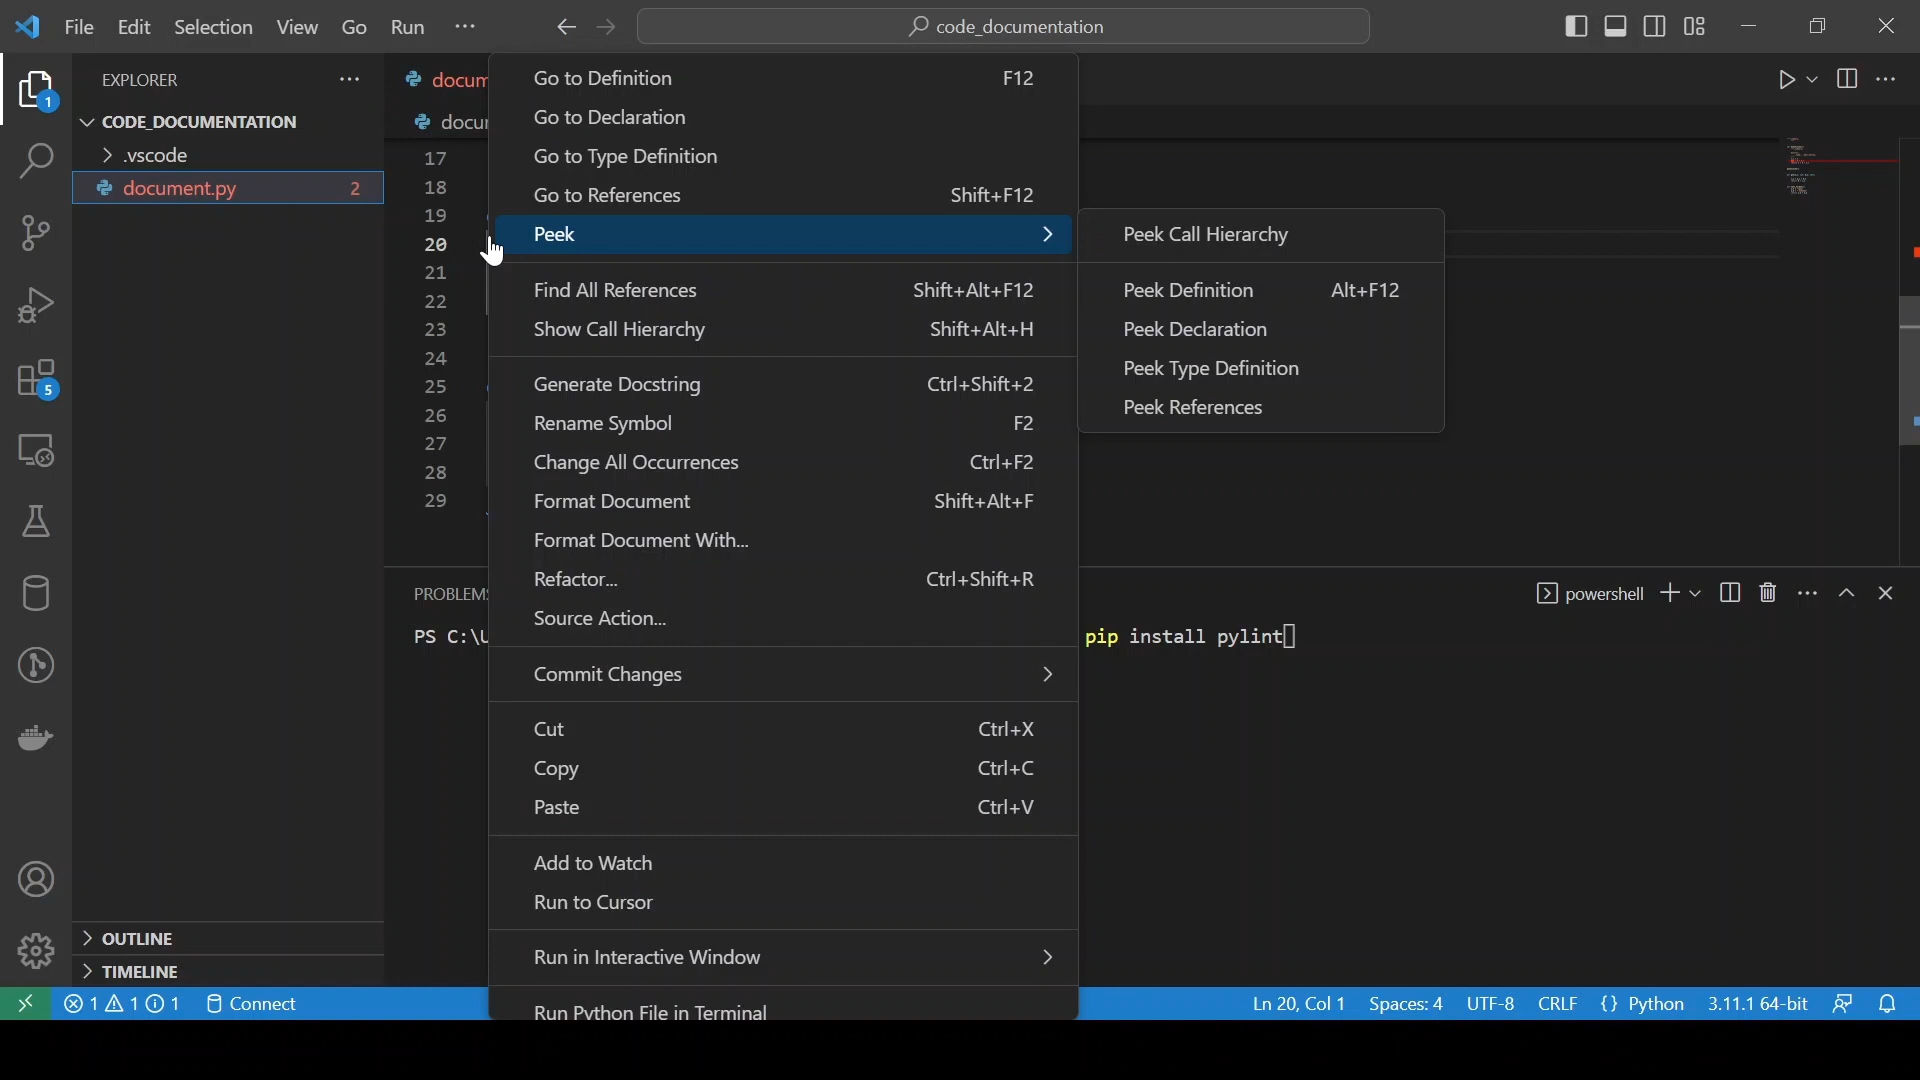 File Edit Selection View Go Run ···
code_documentation
EXPLORER
CODE_DOCUMENTATION
.vscode
document.py 2
OUTLINE
TIMELINE
1
5
docum
docum
17
18
19
20
21
22
23
24
25
26
27
28
29
Go to Definition F12
Go to Declaration
Go to Type Definition
Go to References Shift+F12
Peek
Find All References Shift+Alt+F12
Show Call Hierarchy Shift+Alt+H
Generate Docstring Ctrl+Shift+2
Rename Symbol F2
Change All Occurrences Ctrl+F2
Format Document Shift+Alt+F
Format Document With...
Refactor... Ctrl+Shift+R
Source Action...
Commit Changes
Cut Ctrl+X
Copy Ctrl+C
Paste Ctrl+V
Add to Watch
Run to Cursor
Run in Interactive Window
Run Python File in Terminal
Peek Call Hierarchy
Peek Definition Alt+F12
Peek Declaration
Peek Type Definition
Peek References
PROBLEMS
powershell
PS C:\U pip install pylint
1 1 1 Connect
Ln 20, Col 1 Spaces: 4 UTF-8 CRLF {} Python 3.11.1 64-bit